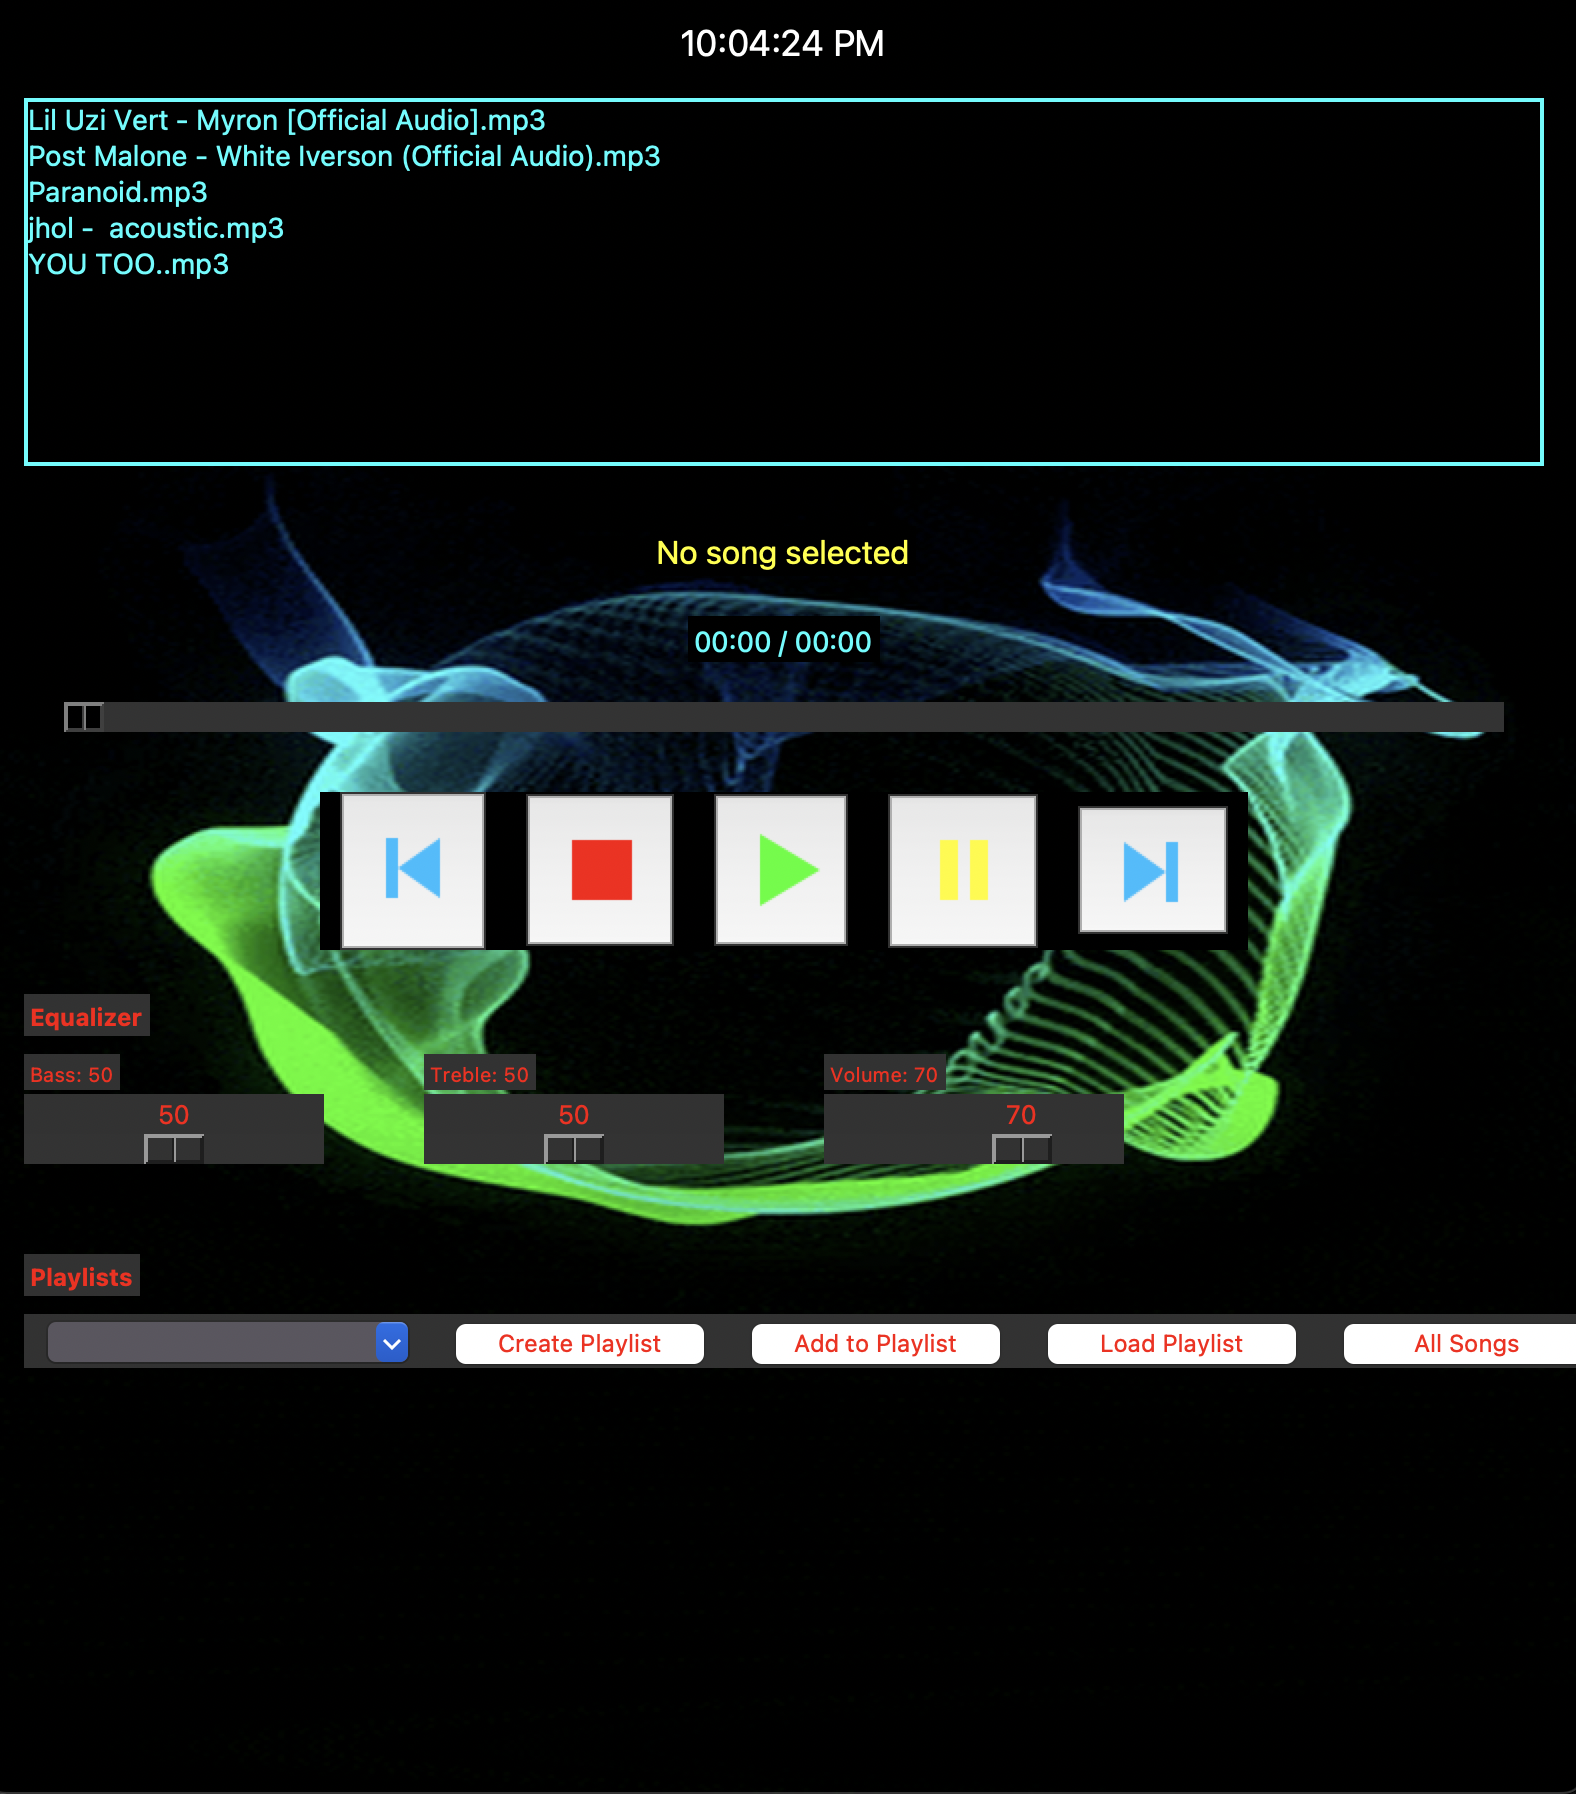 10:04:24 PM
Lil Uzi Vert - Myron [Official Audio].mp3
Post Malone - White Iverson (Official Audio).mp3
Paranoid.mp3
jhol -  acoustic.mp3
YOU TOO..mp3
No song selected
00:00 / 00:00
Equalizer
Bass: 50
Treble: 50
Volume: 70
50
50
70
Playlists
Create Playlist
Add to Playlist
Load Playlist
All Songs